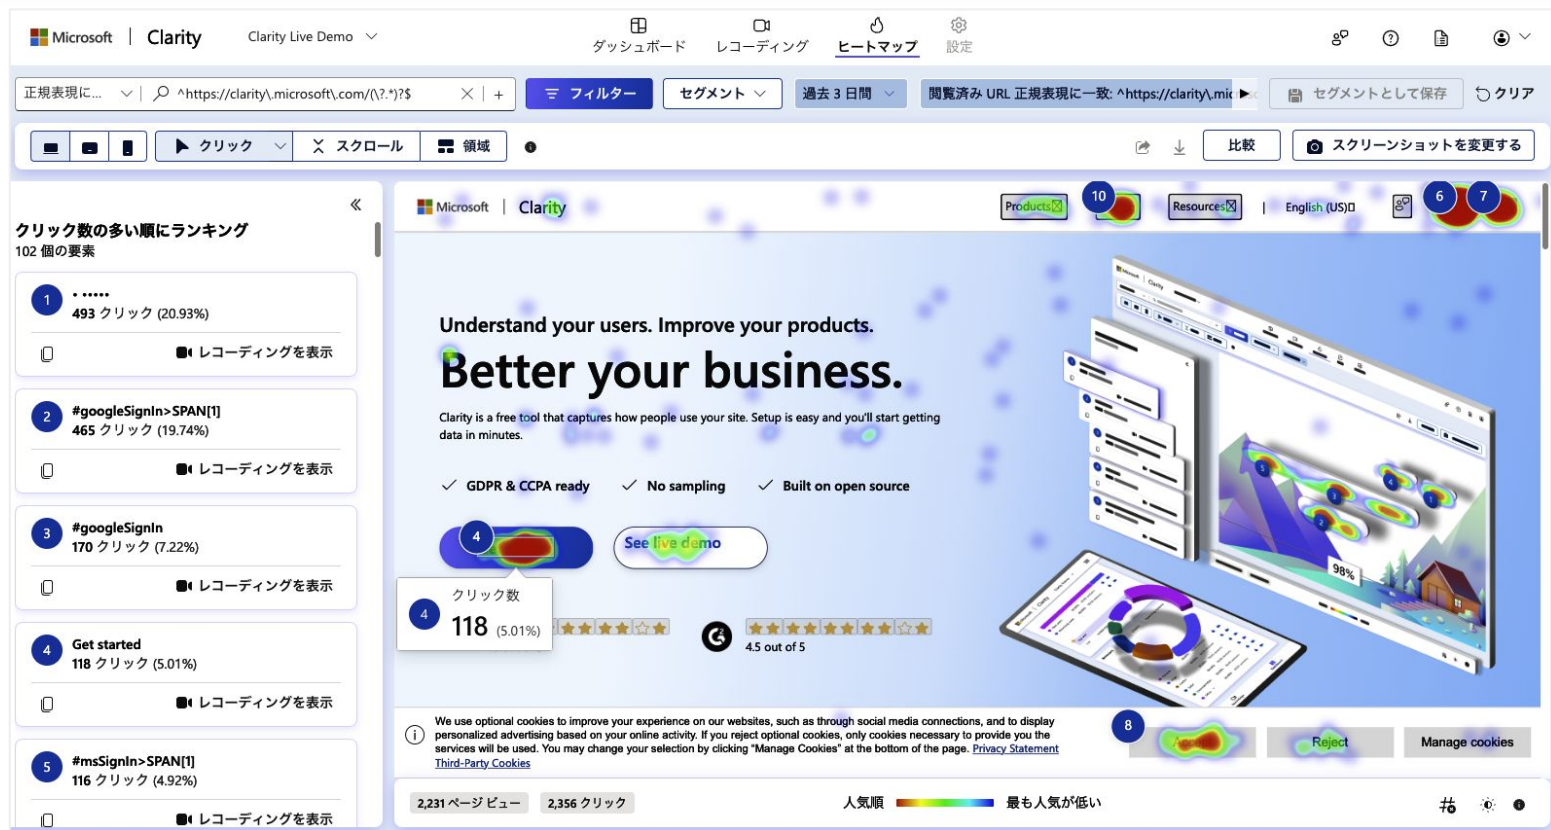 Microsoft | Clarity
Clarity Live Demo
ダッシュボード
レコーディング
ヒートマップ
設定
正規表現に...
^https://clarity\.microsoft\.com/(\?.*)?$
フィルター
セグメント
過去 3 日間
閲覧済み URL 正規表現に一致: ^https://clarity\.mic
セグメントとして保存
クリア
クリック
スクロール
領域
比較
スクリーンショットを変更する
クリック数の多い順にランキング
102 個の要素
1
• •••••
493 クリック (20.93%)
レコーディングを表示
2
#googleSignIn>SPAN[1]
465 クリック (19.74%)
レコーディングを表示
3
#googleSignIn
170 クリック (7.22%)
レコーディングを表示
4
Get started
118 クリック (5.01%)
レコーディングを表示
5
#msSignIn>SPAN[1]
116 クリック (4.92%)
レコーディングを表示
Microsoft | Clarity
Products
10
Resources
| English (US)
6
7
Understand your users. Improve your products.
Better your business.
Clarity is a free tool that captures how people use your site. Setup is easy and you'll start getting
data in minutes.
GDPR & CCPA ready
No sampling
Built on open source
4
See live demo
クリック数
4
118 (5.01%)
4.5 out of 5
98%
We use optional cookies to improve your experience on our websites, such as through social media connections, and to display
personalized advertising based on your online activity. If you reject optional cookies, only cookies necessary to provide you the
services will be used. You may change your selection by clicking "Manage Cookies" at the bottom of the page. Privacy Statement
Third-Party Cookies
8
Reject
Manage cookies
2,231 ページ ビュー
2,356 クリック
人気順
最も人気が低い